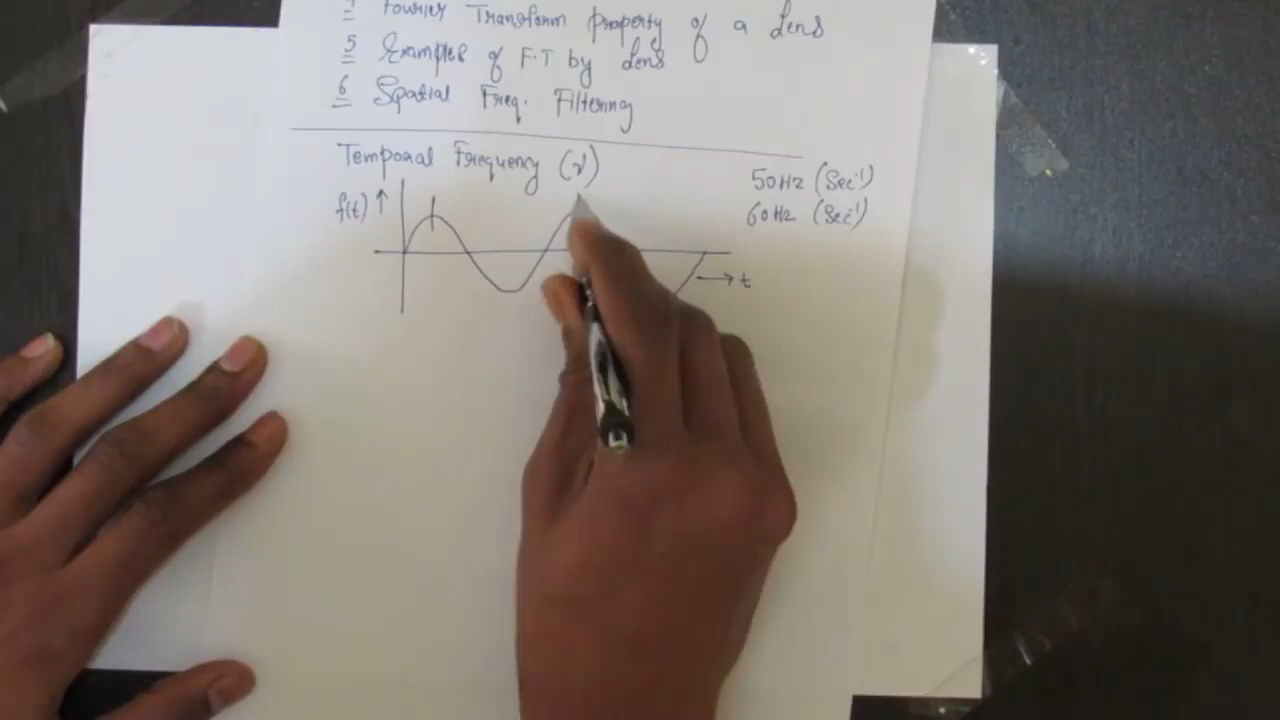 Fourier Transform property of a Lens
5 Examples of F.T by Lens
6 Spatial Freq. Filtering
Temporal Frequency (ν)
50Hz (Sec⁻¹)
60Hz (Sec⁻¹)
f(t) ↑
→ t